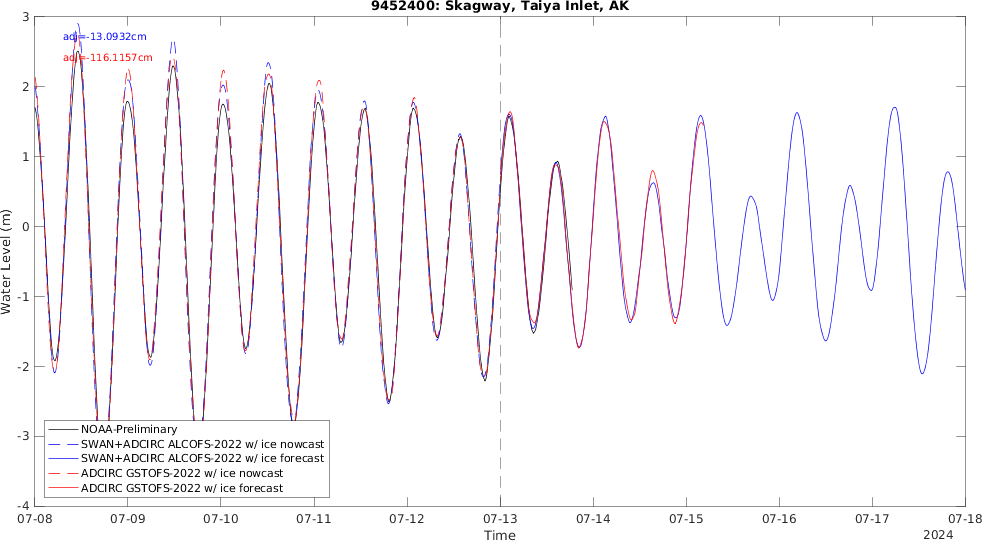 9452400: Skagway, Taiya Inlet, AK
adj=-13.0932cm
adj=-116.1157cm
Water Level (m)
3
2
1
0
-1
-2
-3
-4
NOAA-Preliminary
SWAN+ADCIRC ALCOFS-2022 w/ ice nowcast
SWAN+ADCIRC ALCOFS-2022 w/ ice forecast
ADCIRC GSTOFS-2022 w/ ice nowcast
ADCIRC GSTOFS-2022 w/ ice forecast
07-08 07-09 07-10 07-11 07-12 07-13 07-14 07-15 07-16 07-17 07-18
Time
2024